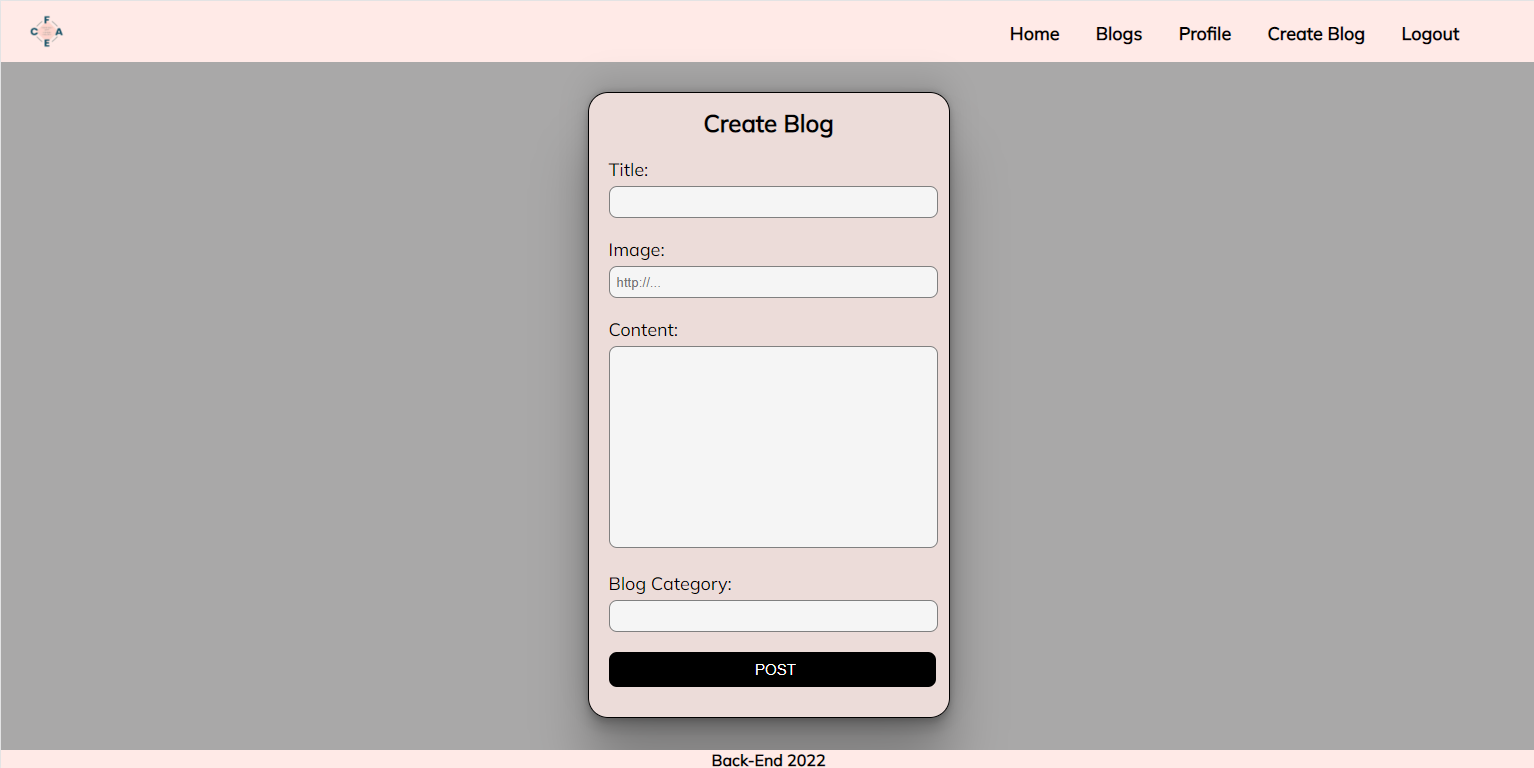 F
C A
E
Home Blogs Profile Create Blog Logout
Create Blog
Title:
Image:
http://...
Content:
Blog Category:
POST
Back-End 2022